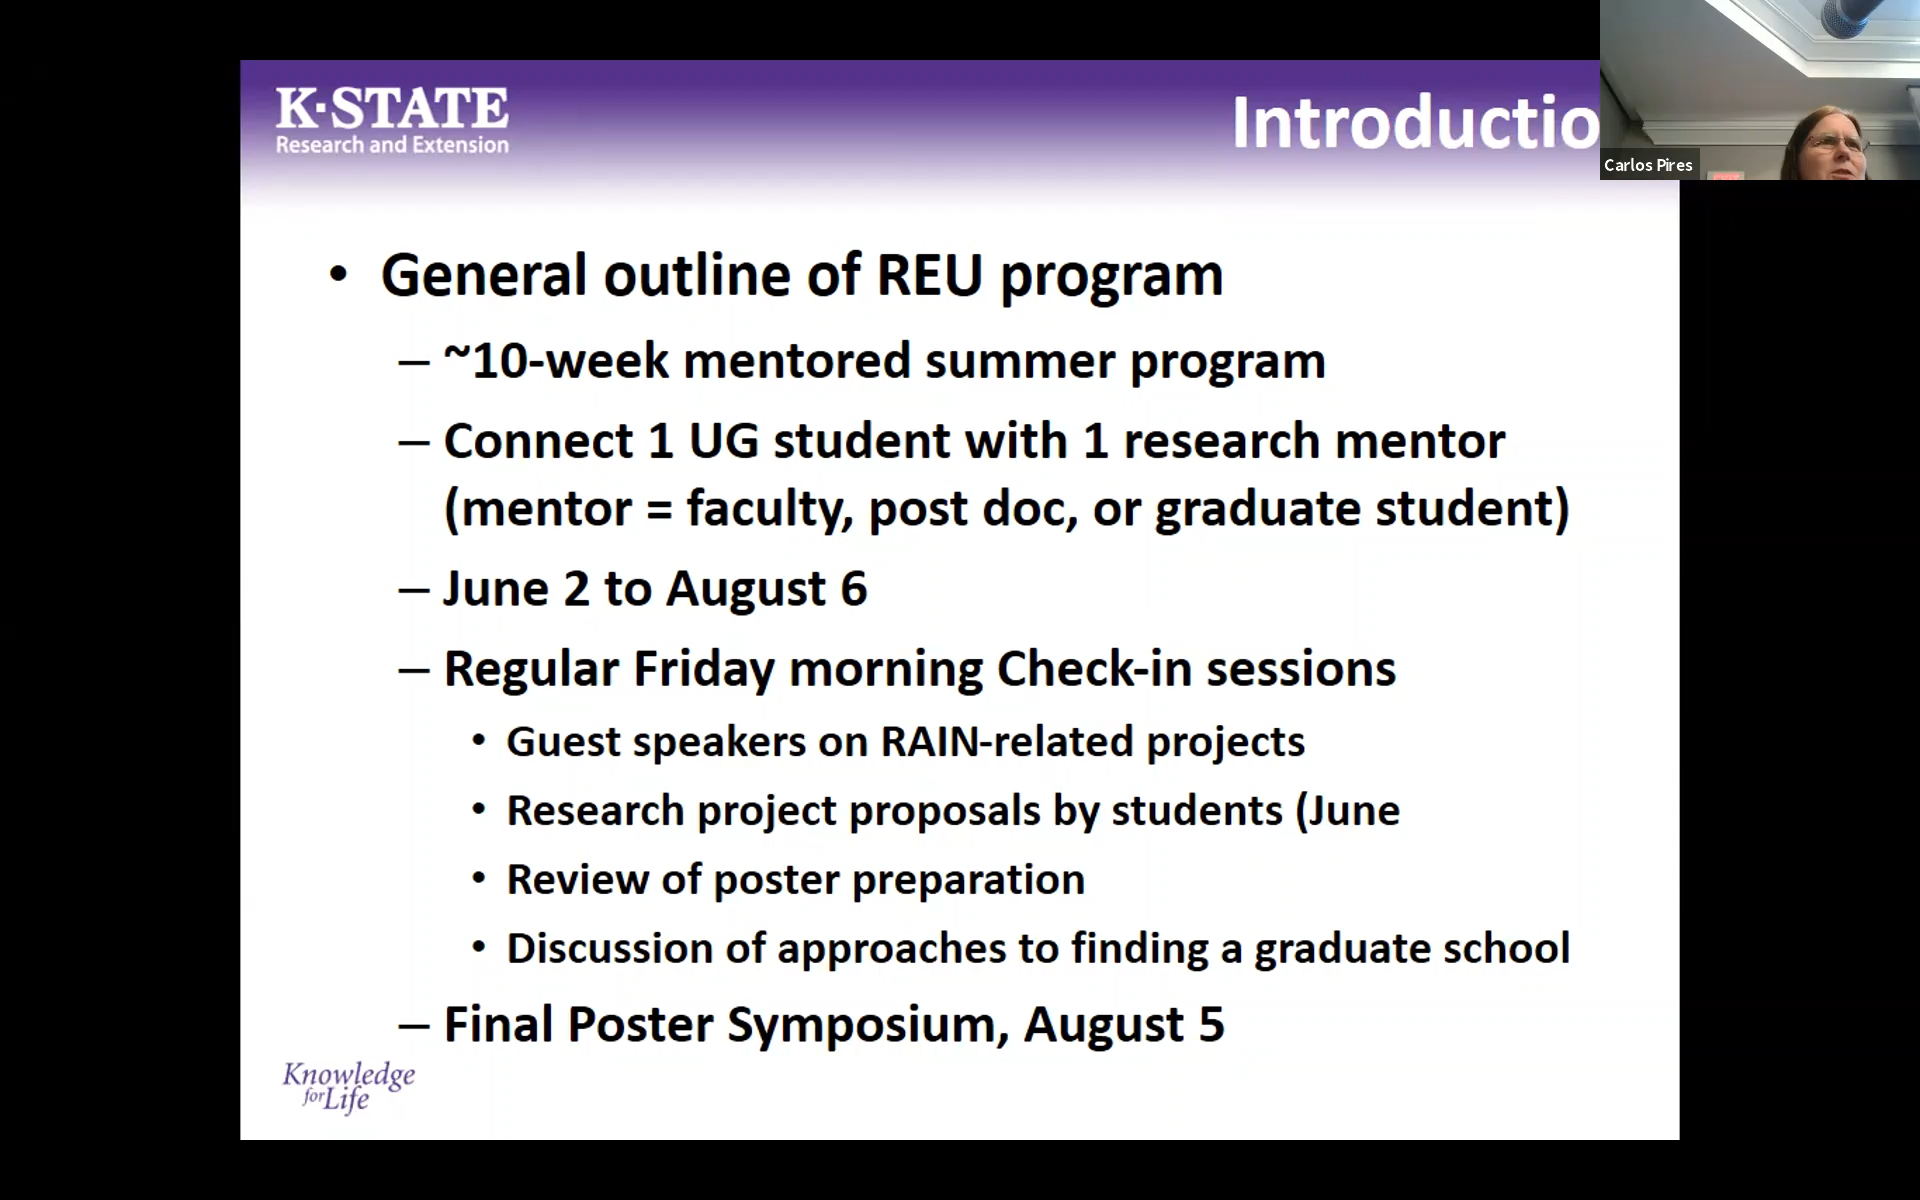 K·STATE
Research and Extension
Introductio
Carlos Pires
• General outline of REU program
– ~10-week mentored summer program
– Connect 1 UG student with 1 research mentor
(mentor = faculty, post doc, or graduate student)
– June 2 to August 6
– Regular Friday morning Check-in sessions
• Guest speakers on RAIN-related projects
• Research project proposals by students (June
• Review of poster preparation
• Discussion of approaches to finding a graduate school
– Final Poster Symposium, August 5
Knowledge
for Life